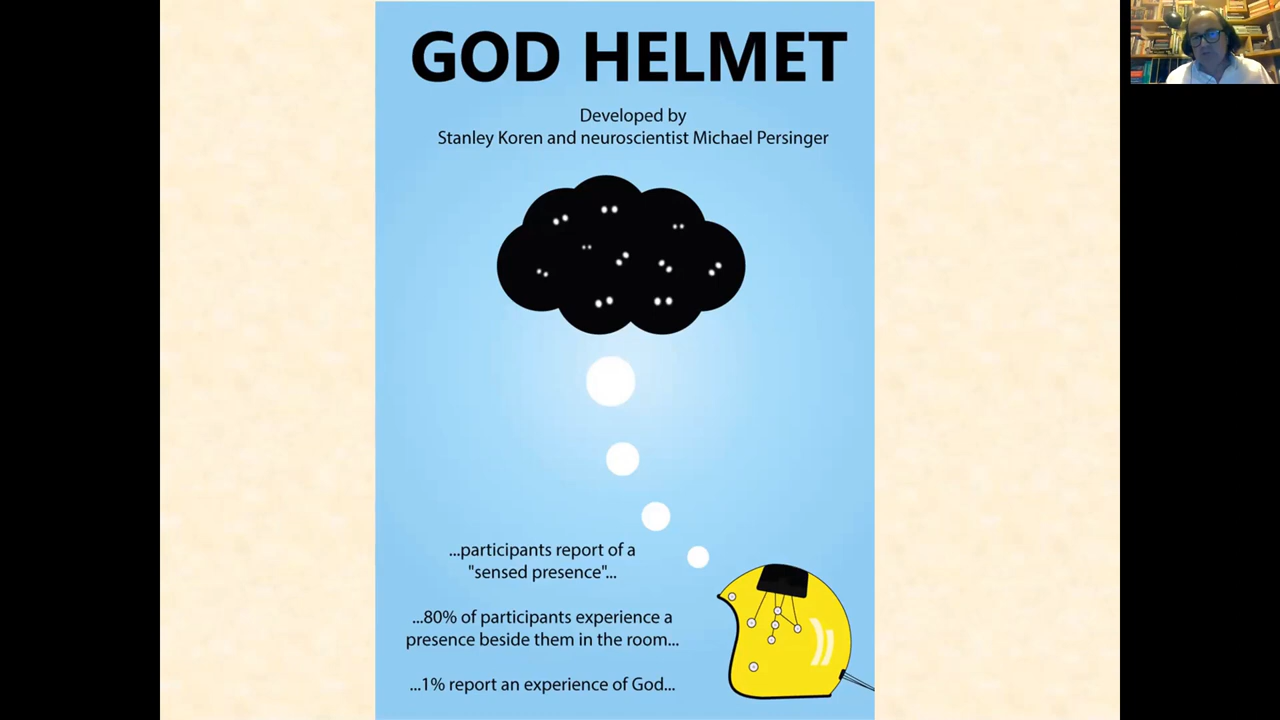 GOD HELMET
Developed by
Stanley Koren and neuroscientist Michael Persinger
...participants report of a
"sensed presence"...
...80% of participants experience a
presence beside them in the room...
...1% report an experience of God...